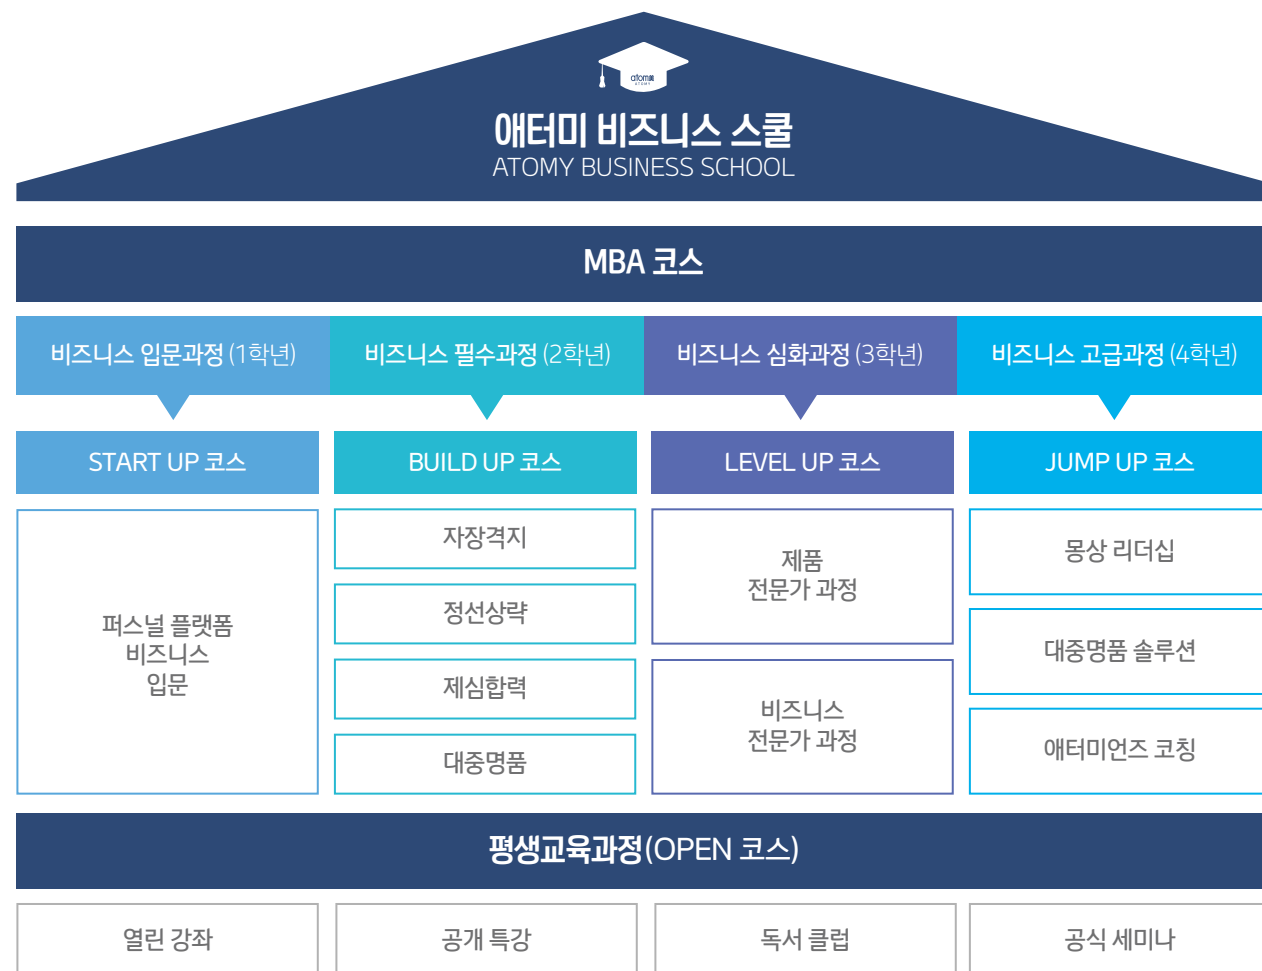 atomy
ATOMY
애터미 비즈니스 스쿨
ATOMY BUSINESS SCHOOL
MBA 코스
비즈니스 입문과정 (1학년)
비즈니스 필수과정 (2학년)
비즈니스 심화과정 (3학년)
비즈니스 고급과정 (4학년)
START UP 코스
BUILD UP 코스
LEVEL UP 코스
JUMP UP 코스
퍼스널 플랫폼
비즈니스
입문
자장격지
정선상략
제심합력
대중명품
제품
전문가 과정
비즈니스
전문가 과정
몽상 리더십
대중명품 솔루션
애터미언즈 코칭
평생교육과정(OPEN 코스)
열린 강좌
공개 특강
독서 클럽
공식 세미나